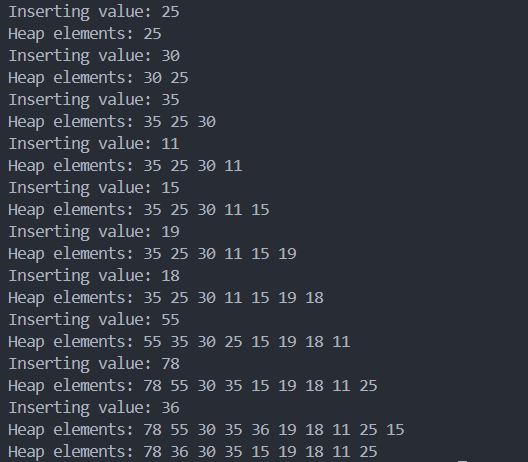 Inserting value: 25
Heap elements: 25
Inserting value: 30
Heap elements: 30 25
Inserting value: 35
Heap elements: 35 25 30
Inserting value: 11
Heap elements: 35 25 30 11
Inserting value: 15
Heap elements: 35 25 30 11 15
Inserting value: 19
Heap elements: 35 25 30 11 15 19
Inserting value: 18
Heap elements: 35 25 30 11 15 19 18
Inserting value: 55
Heap elements: 55 35 30 25 15 19 18 11
Inserting value: 78
Heap elements: 78 55 30 35 15 19 18 11 25
Inserting value: 36
Heap elements: 78 55 30 35 36 19 18 11 25 15
Heap elements: 78 36 30 35 15 19 18 11 25